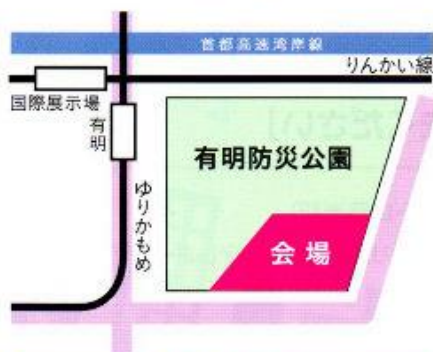 首都高速湾岸線
りんかい線
国際展示場
有明
有明防災公園
ゆりかもめ
会場